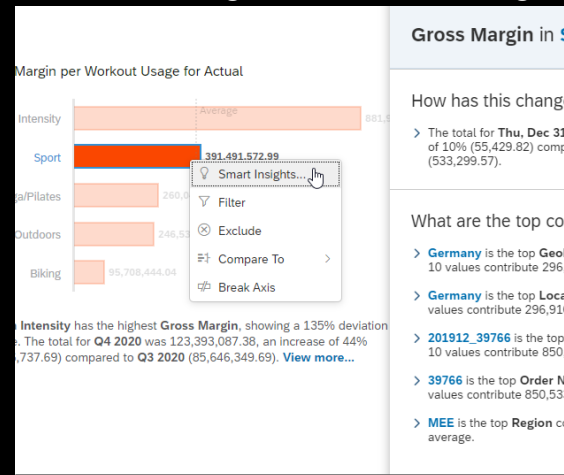 Gross Margin in
Margin per Workout Usage for Actual
How has this chang
Average
Intensity
The total for Thu, Dec 31
of 10% (55,429.82) comp
(533,299.57).
Sport
391,491,572.99
Smart Insights...
Filter
Outdoors
Exclude
What are the top co
Compare To
Germany is the top Geo
10 values contribute 296
Biking
95,708,444.04
Break Axis
Germany is the top Loca
values contribute 296,91
Intensity has the highest Gross Margin, showing a 135% deviation
The total for Q4 2020 was 123,393,087.38, an increase of 44%
,737.69) compared to Q3 2020 (85,646,349.69). View more...
201912_39766 is the top
10 values contribute 850
39766 is the top Order N
values contribute 850,53
MEE is the top Region c
average.